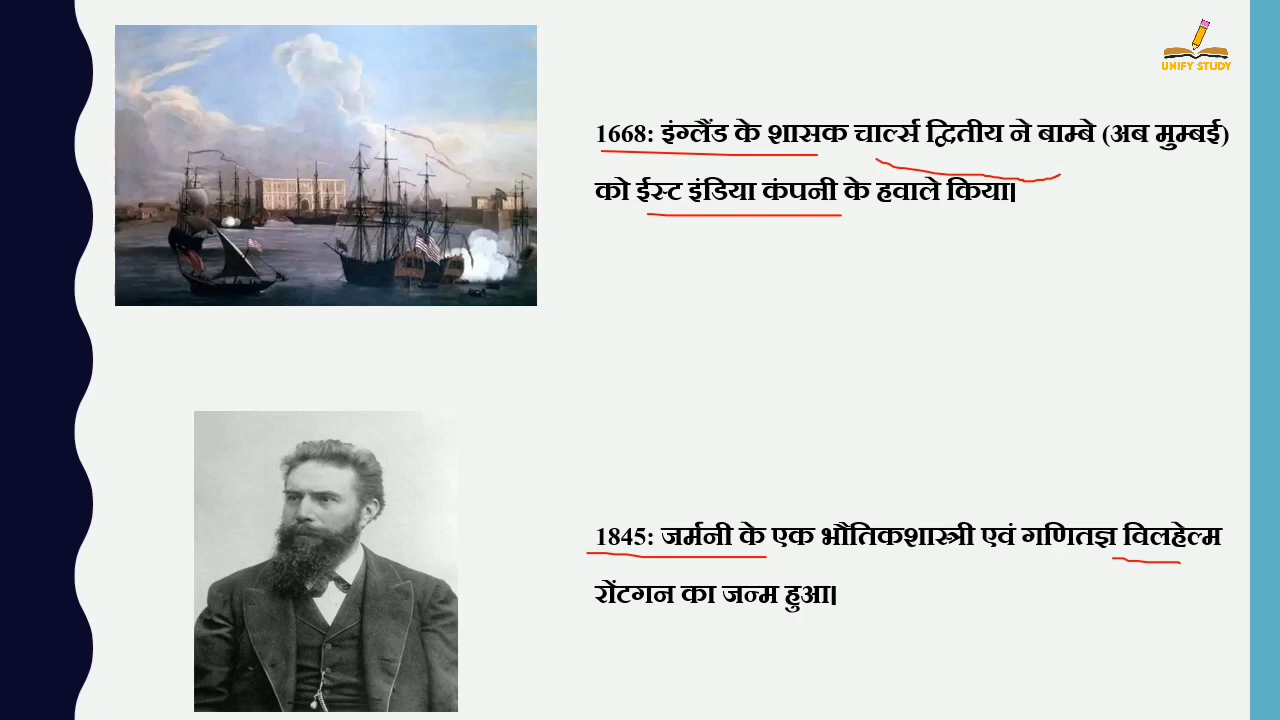 UNIFY STUDY
1668: इंग्लैंड के शासक चार्ल्स द्वितीय ने बाम्बे (अब मुम्बई)
को ईस्ट इंडिया कंपनी के हवाले किया।
1845: जर्मनी के एक भौतिकशास्त्री एवं गणितज्ञ विलहेल्म
रोंटगन का जन्म हुआ।